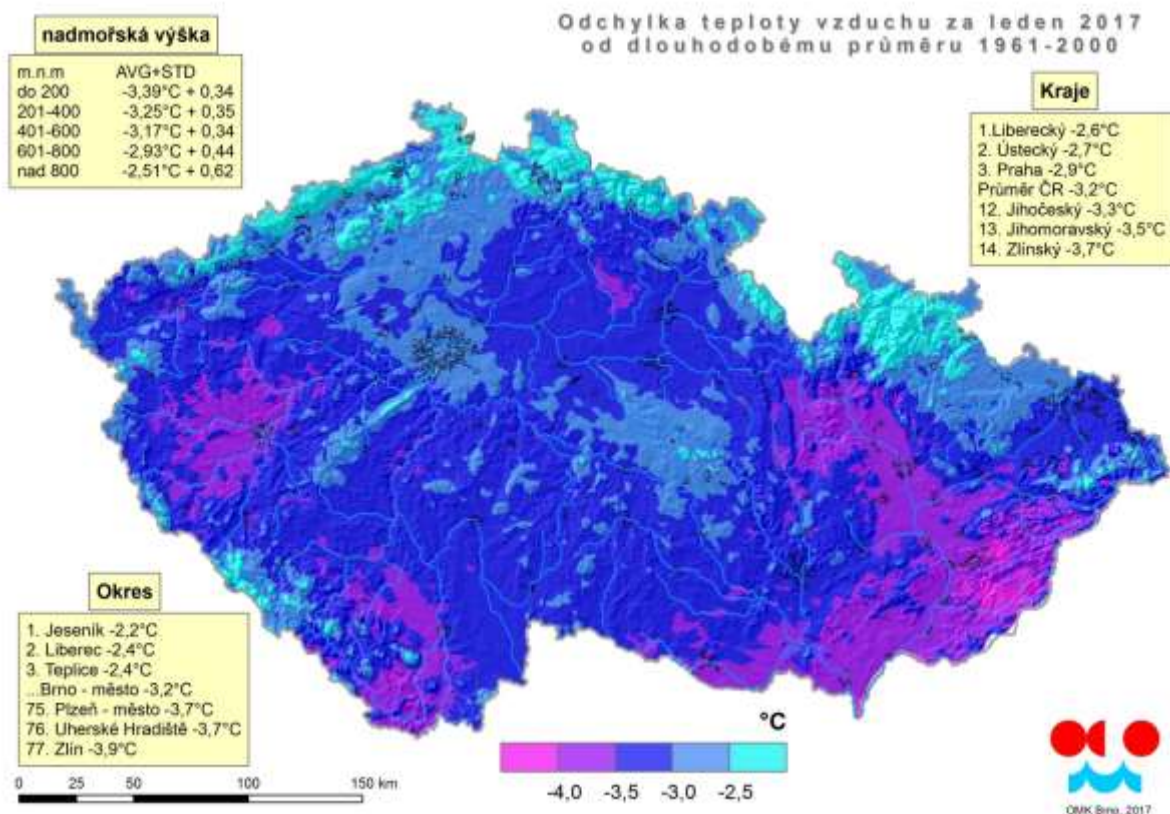 Odchylka teploty vzduchu za leden 2017
od dlouhodobému průměru 1961-2000
nadmořská výška
m.n.m AVG+STD
do 200 -3,39°C + 0,34
201-400 -3,25°C + 0,35
401-600 -3,17°C + 0,34
601-800 -2,93°C + 0,44
nad 800 -2,51°C + 0,62
Kraje
1.Liberecký -2,6°C
2. Ústecký -2,7°C
3. Praha -2,9°C
Průměr ČR -3,2°C
12. Jihočeský -3,3°C
13. Jihomoravský -3,5°C
14. Zlínský -3,7°C
Okres
1. Jeseník -2,2°C
2. Liberec -2,4°C
3. Teplice -2,4°C
...Brno - město -3,2°C
75. Plzeň - město -3,7°C
76. Uherské Hradiště -3,7°C
77. Zlín -3,9°C
0 25 50 100 150 km
°C
-4,0 -3,5 -3,0 -2,5
OMK Brno, 2017